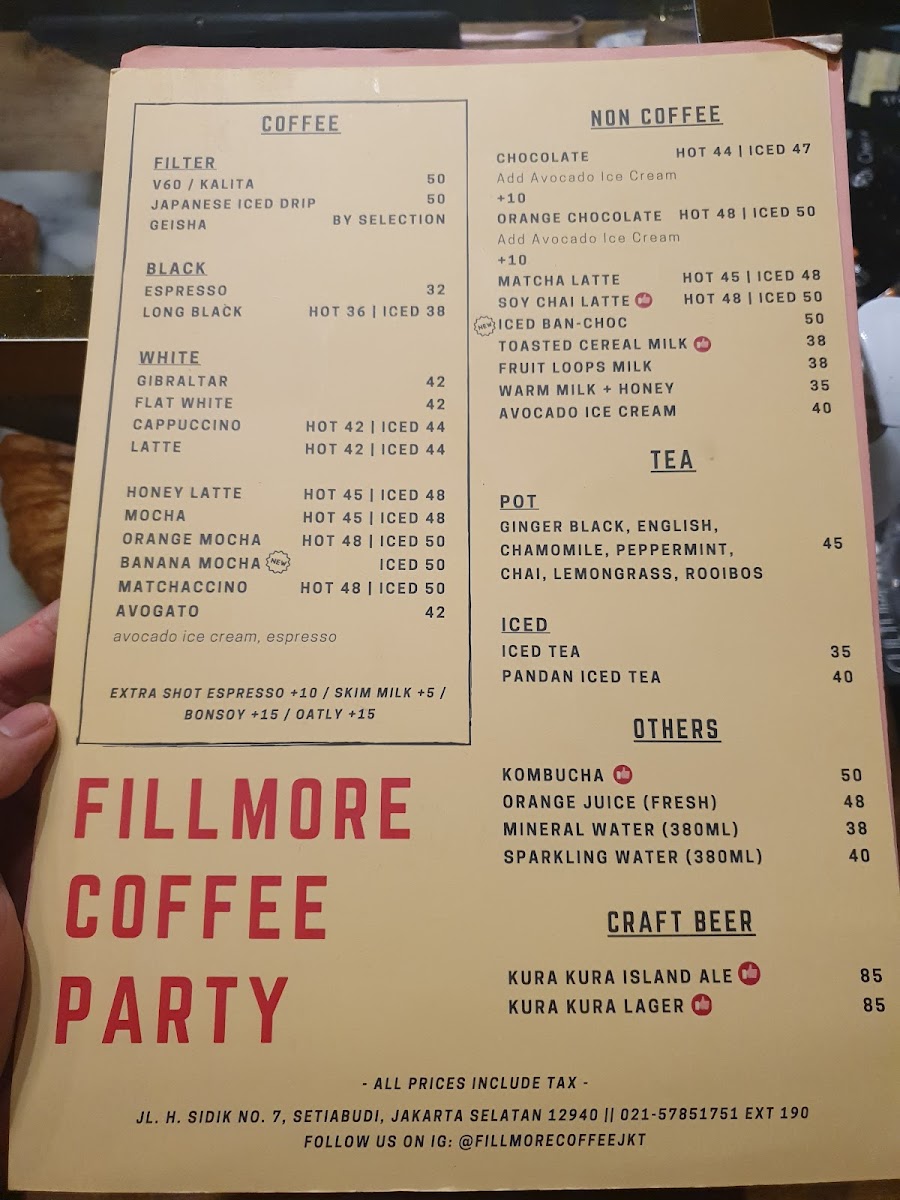 COFFEE
FILTER
V60 / KALITA 50
JAPANESE ICED DRIP 50
GEISHA BY SELECTION
BLACK
ESPRESSO 32
LONG BLACK HOT 36 | ICED 38
WHITE
GIBRALTAR 42
FLAT WHITE 42
CAPPUCCINO HOT 42 | ICED 44
LATTE HOT 42 | ICED 44
HONEY LATTE HOT 45 | ICED 48
MOCHA HOT 45 | ICED 48
ORANGE MOCHA HOT 48 | ICED 50
BANANA MOCHA NEW ICED 50
MATCHACCINO HOT 48 | ICED 50
AVOGATO 42
avocado ice cream, espresso
EXTRA SHOT ESPRESSO +10 / SKIM MILK +5 /
BONSOY +15 / OATLY +15
FILLMORE
COFFEE
PARTY
NON COFFEE
CHOCOLATE HOT 44 | ICED 47
Add Avocado Ice Cream
+10
ORANGE CHOCOLATE HOT 48 | ICED 50
Add Avocado Ice Cream
+10
MATCHA LATTE HOT 45 | ICED 48
SOY CHAI LATTE HOT 48 | ICED 50
NEW ICED BAN-CHOC 50
TOASTED CEREAL MILK 38
FRUIT LOOPS MILK 38
WARM MILK + HONEY 35
AVOCADO ICE CREAM 40
TEA
POT
GINGER BLACK, ENGLISH,
CHAMOMILE, PEPPERMINT, 45
CHAI, LEMONGRASS, ROOIBOS
ICED
ICED TEA 35
PANDAN ICED TEA 40
OTHERS
KOMBUCHA 50
ORANGE JUICE (FRESH) 48
MINERAL WATER (380ML) 38
SPARKLING WATER (380ML) 40
CRAFT BEER
KURA KURA ISLAND ALE 85
KURA KURA LAGER 85
- ALL PRICES INCLUDE TAX -
JL. H. SIDIK NO. 7, SETIABUDI, JAKARTA SELATAN 12940 || 021-57851751 EXT 190
FOLLOW US ON IG: @FILLMORECOFFEEJKT